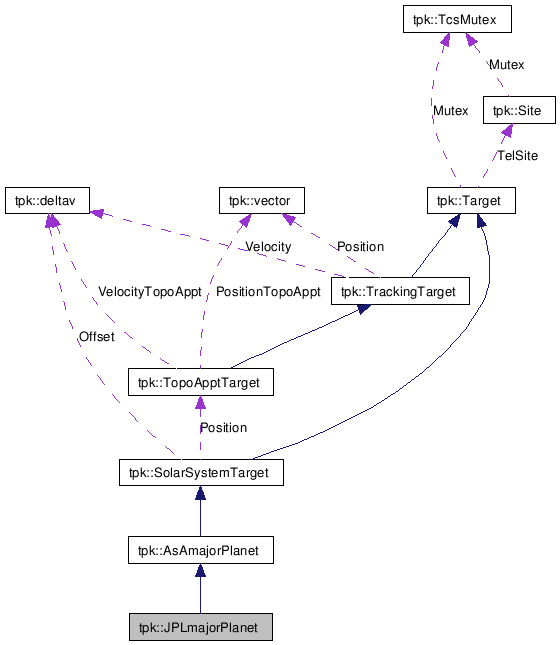 tpk::TcsMutex
Mutex
tpk::Site
Mutex
TelSite
tpk::deltav
tpk::vector
tpk::Target
Velocity
Position
VelocityTopoAppt
PositionTopoAppt
tpk::TrackingTarget
Offset
tpk::TopoApptTarget
Position
tpk::SolarSystemTarget
tpk::AsAmajorPlanet
tpk::JPLmajorPlanet